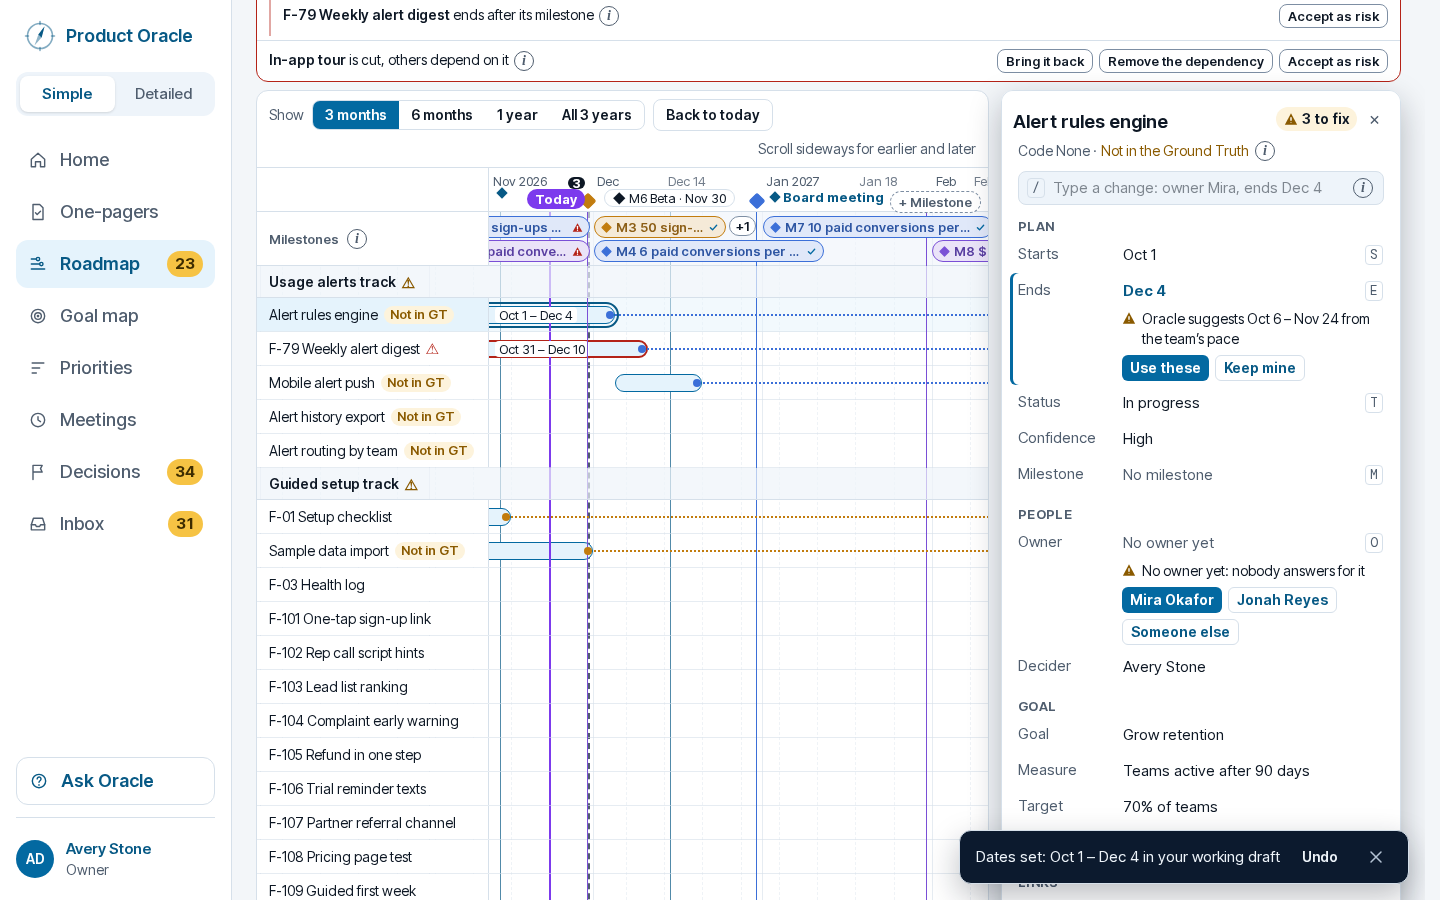 Product Oracle
Simple
Detailed
Home
One-pagers
Roadmap
23
Goal map
Priorities
Meetings
Decisions
34
Inbox
31
Ask Oracle
AD
Avery Stone
Owner
F-79 Weekly alert digest ends after its milestone i
Accept as risk
In-app tour is cut, others depend on it i
Bring it back
Remove the dependency
Accept as risk
Show
3 months
6 months
1 year
All 3 years
Back to today
Scroll sideways for earlier and later
Nov 2026
3
Dec
Dec 14
Jan 2027
Jan 18
Feb
Fe
Today
M6 Beta · Nov 30
Board meeting
+ Milestone
Milestones i
sign-ups ...
M3 50 sign-...
+1
M7 10 paid conversions per...
paid conve...
M4 6 paid conversions per ...
M8 $
Usage alerts track
Alert rules engine
Not in GT
Oct 1 – Dec 4
F-79 Weekly alert digest
Oct 31 – Dec 10
Mobile alert push
Not in GT
Alert history export
Not in GT
Alert routing by team
Not in GT
Guided setup track
F-01 Setup checklist
Sample data import
Not in GT
F-03 Health log
F-101 One-tap sign-up link
F-102 Rep call script hints
F-103 Lead list ranking
F-104 Complaint early warning
F-105 Refund in one step
F-106 Trial reminder texts
F-107 Partner referral channel
F-108 Pricing page test
F-109 Guided first week
Alert rules engine
3 to fix
×
Code None · Not in the Ground Truth i
/ Type a change: owner Mira, ends Dec 4 i
PLAN
Starts
Oct 1
S
Ends
Dec 4
E
Oracle suggests Oct 6 – Nov 24 from
the team's pace
Use these
Keep mine
Status
In progress
T
Confidence
High
Milestone
No milestone
M
PEOPLE
Owner
No owner yet
O
No owner yet: nobody answers for it
Mira Okafor
Jonah Reyes
Someone else
Decider
Avery Stone
GOAL
Goal
Grow retention
Measure
Teams active after 90 days
Target
70% of teams
Dates set: Oct 1 – Dec 4 in your working draft
Undo
LINKS